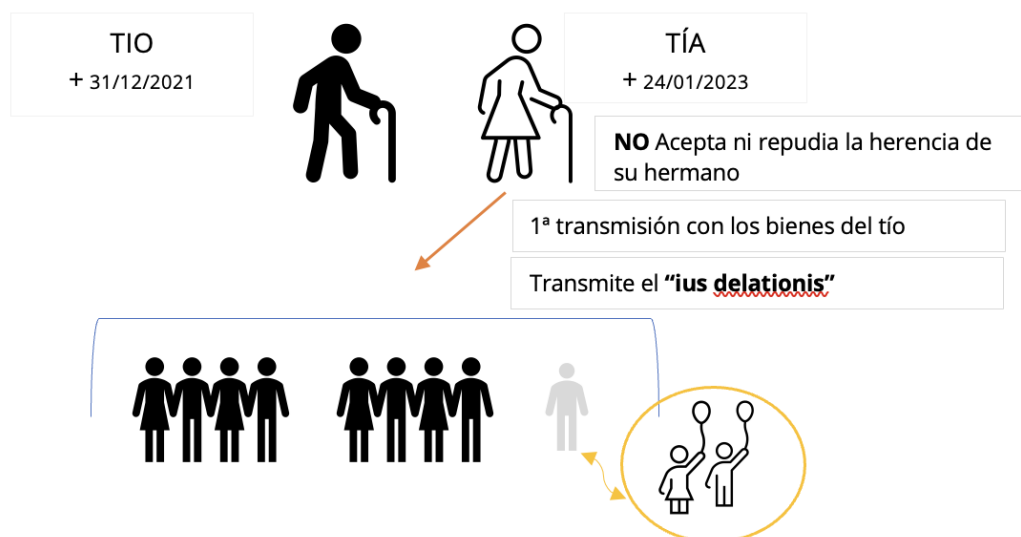 TIO
+ 31/12/2021
TÍA
+ 24/01/2023
NO Acepta ni repudia la herencia de
su hermano
1ª transmisión con los bienes del tío
Transmite el “ius delationis”